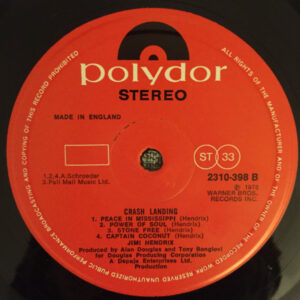 polydor
STEREO
MADE IN ENGLAND
ALL RIGHTS OF THE MANUFACTURER AND OF THE OWNER OF THE RECORDED WORK RESERVED UNAUTHORISED PUBLIC PERFORMANCE BROADCASTING AND COPYING OF THIS RECORD PROHIBITED
ST 33
1,2,4.A.Schroeder
3.Pall Mall Music Ltd.
2310-398 B
℗ 1975
WARNER BROS.
RECORDS INC.
CRASH LANDING
1. PEACE IN MISSISSIPPI (Hendrix)
2. POWER OF SOUL (Hendrix)
3. STONE FREE (Hendrix)
4. CAPTAIN COCONUT (Hendrix)
JIMI HENDRIX
Produced by Alan Douglas and Tony Bongiovi for
Douglas Producing Corporation
A Depaja Enterprises Ltd.
Production